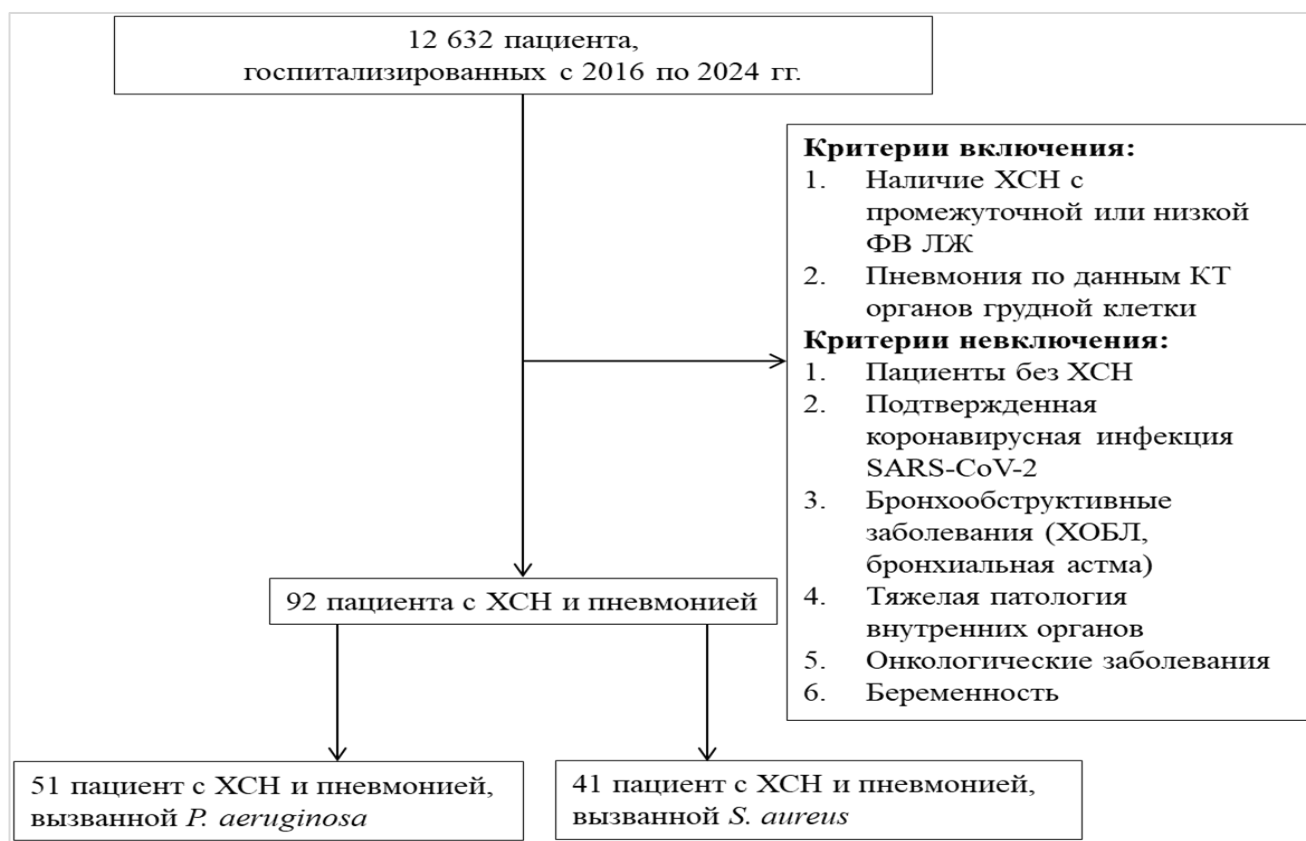 12 632 пациента,
госпитализированных с 2016 по 2024 гг.
Критерии включения:
1. Наличие ХСН с
промежуточной или низкой
ФВ ЛЖ
2. Пневмония по данным КТ
органов грудной клетки
Критерии невключения:
1. Пациенты без ХСН
2. Подтвержденная
коронавирусная инфекция
SARS-CoV-2
3. Бронхообструктивные
заболевания (ХОБЛ,
бронхиальная астма)
4. Тяжелая патология
внутренних органов
5. Онкологические заболевания
6. Беременность
92 пациента с ХСН и пневмонией
51 пациент с ХСН и пневмонией,
вызванной P. aeruginosa
41 пациент с ХСН и пневмонией,
вызванной S. aureus